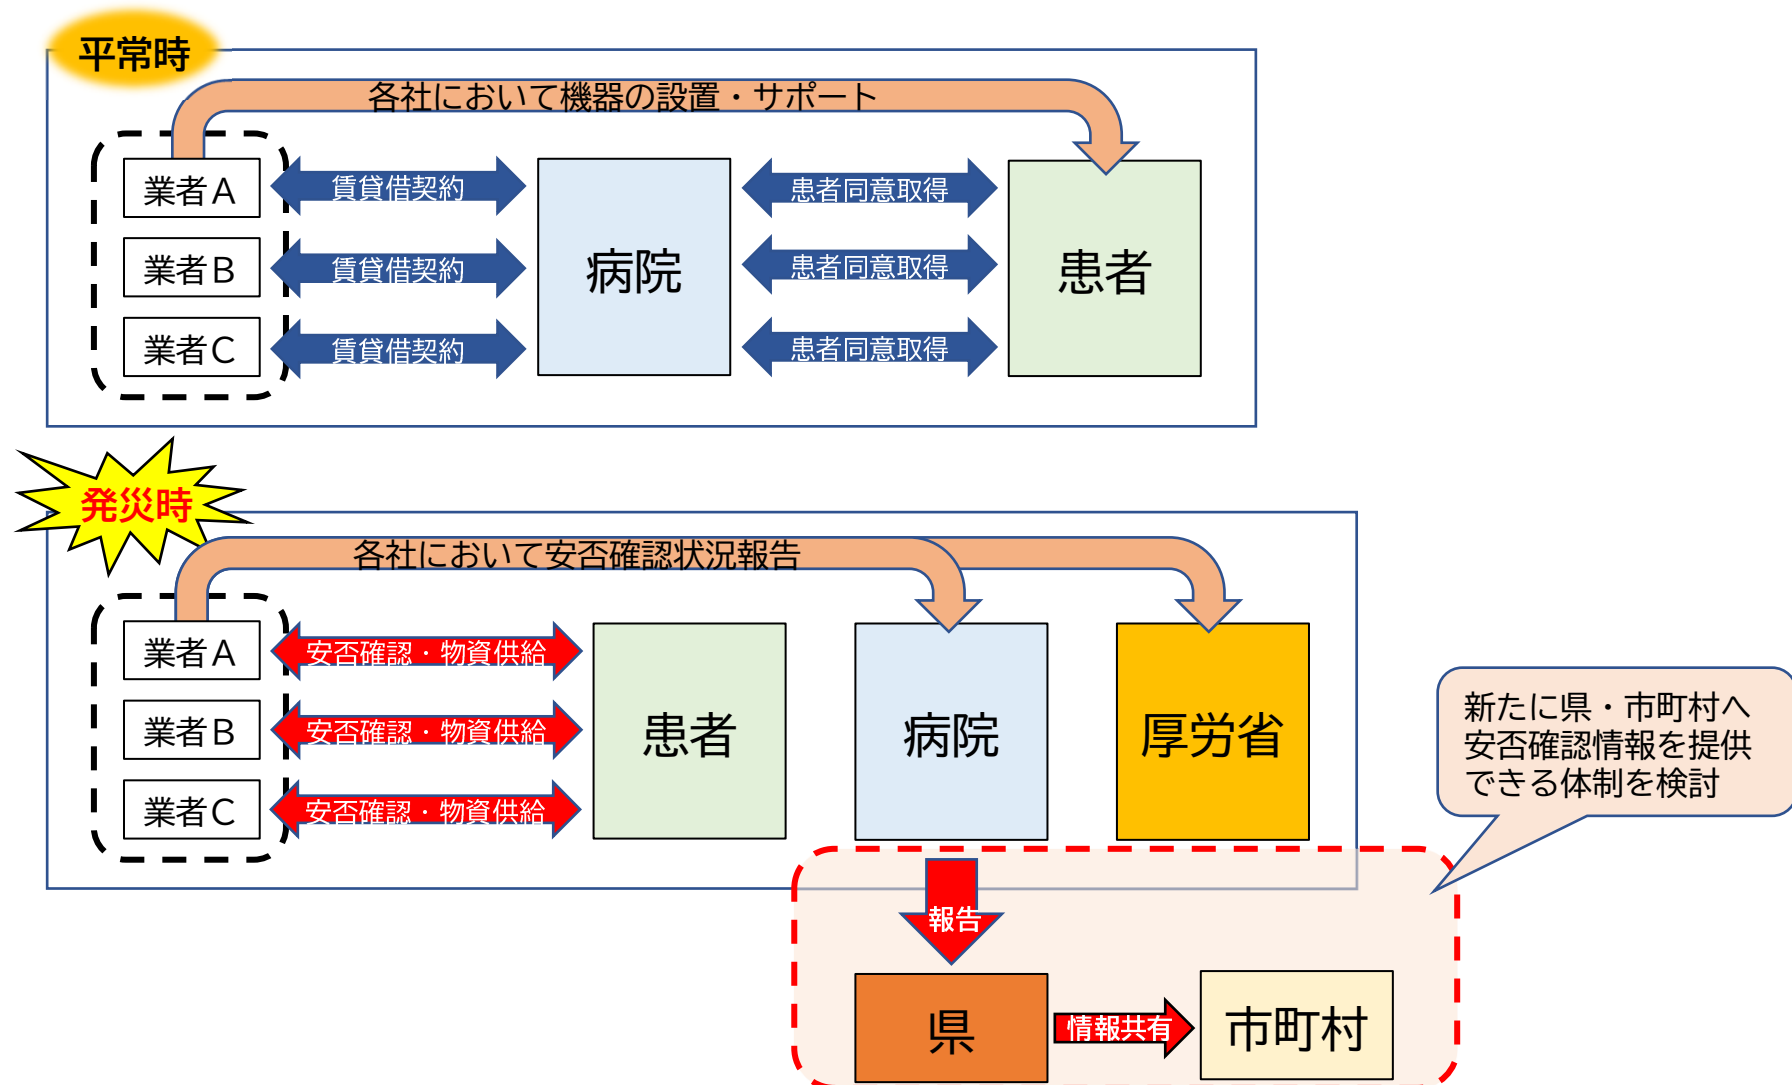 平常時
各社において機器の設置・サポート
業者A
賃貸借契約
患者同意取得
業者B
賃貸借契約
病院
患者同意取得
患者
業者C
賃貸借契約
患者同意取得
発災時
各社において安否確認状況報告
業者A
安否確認・物資供給
業者B
安否確認・物資供給
患者
病院
厚労省
業者C
安否確認・物資供給
新たに県・市町村へ
安否確認情報を提供
できる体制を検討
報告
県
情報共有
市町村